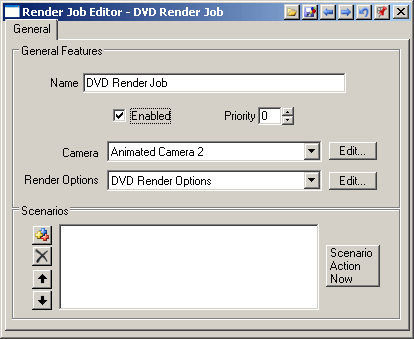 Render Job Editor - DVD Render Job
General
General Features
Name DVD Render Job
Enabled Priority 0
Camera Animated Camera 2 Edit...
Render Options DVD Render Options Edit...
Scenarios
Scenario
Action
Now